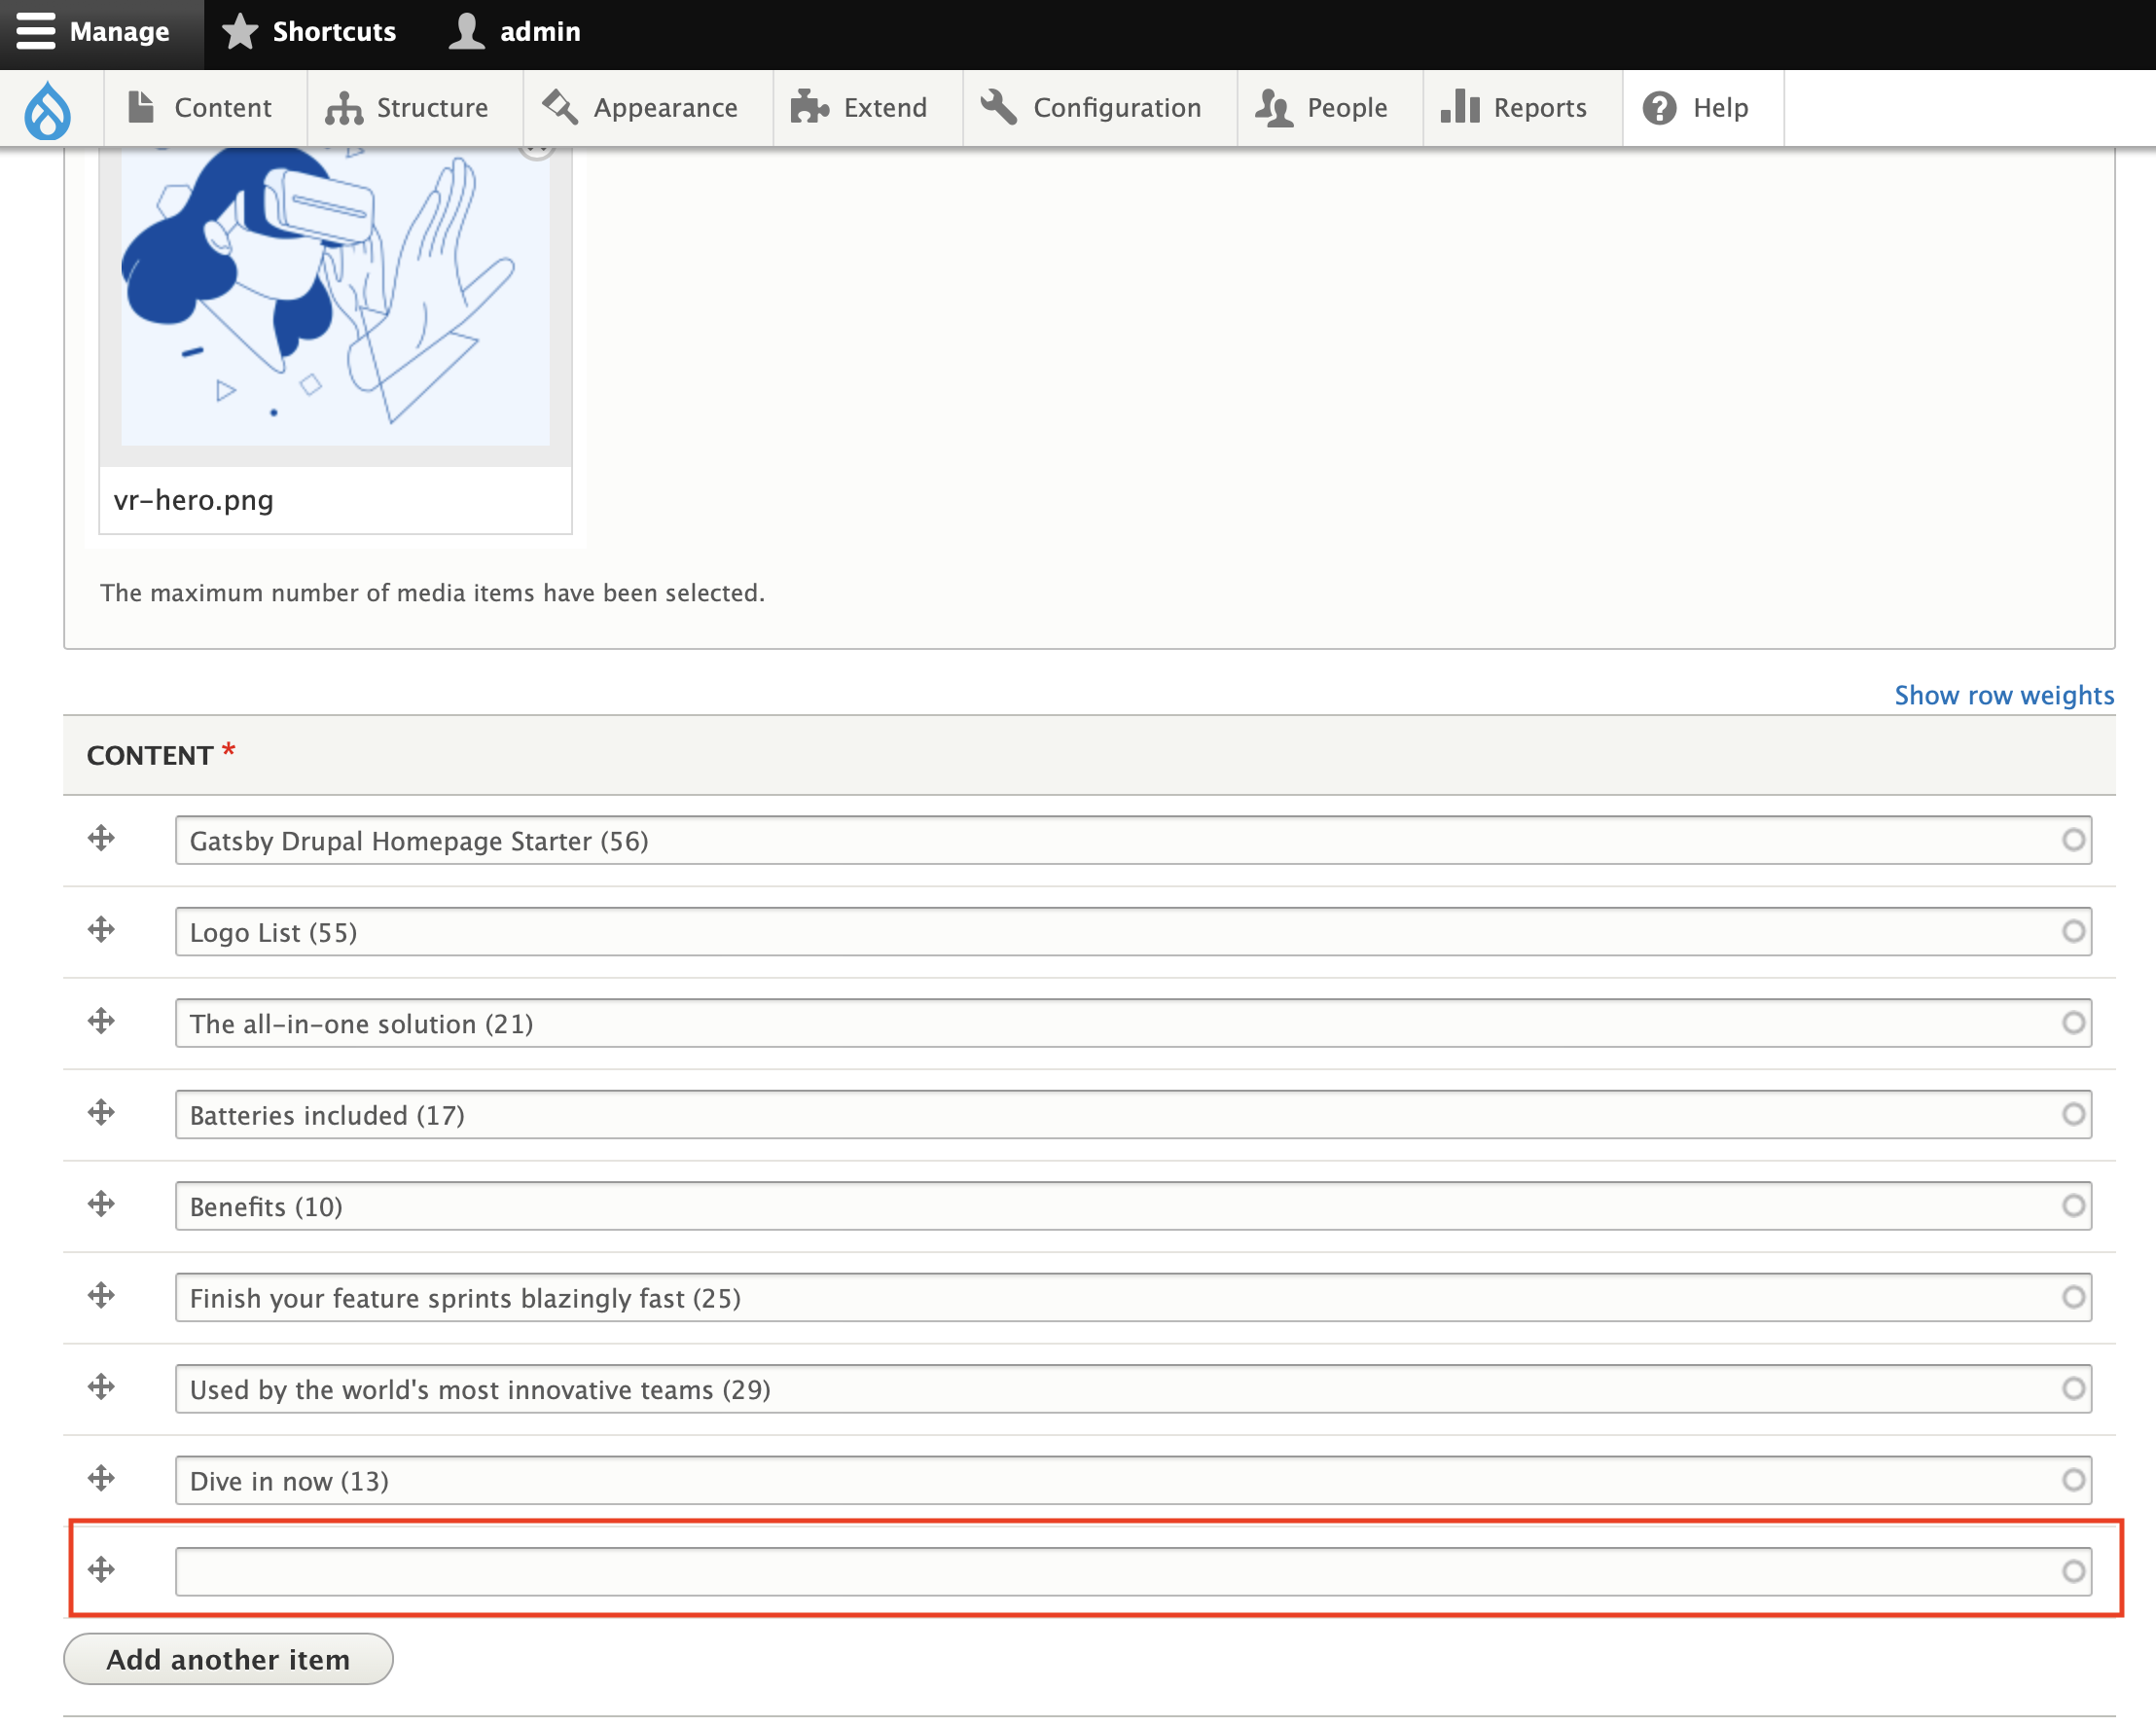 Manage Shortcuts admin
Content Structure Appearance Extend Configuration People Reports Help
vr-hero.png
The maximum number of media items have been selected.
Show row weights
CONTENT *
Gatsby Drupal Homepage Starter (56)
Logo List (55)
The all-in-one solution (21)
Batteries included (17)
Benefits (10)
Finish your feature sprints blazingly fast (25)
Used by the world's most innovative teams (29)
Dive in now (13)
Add another item